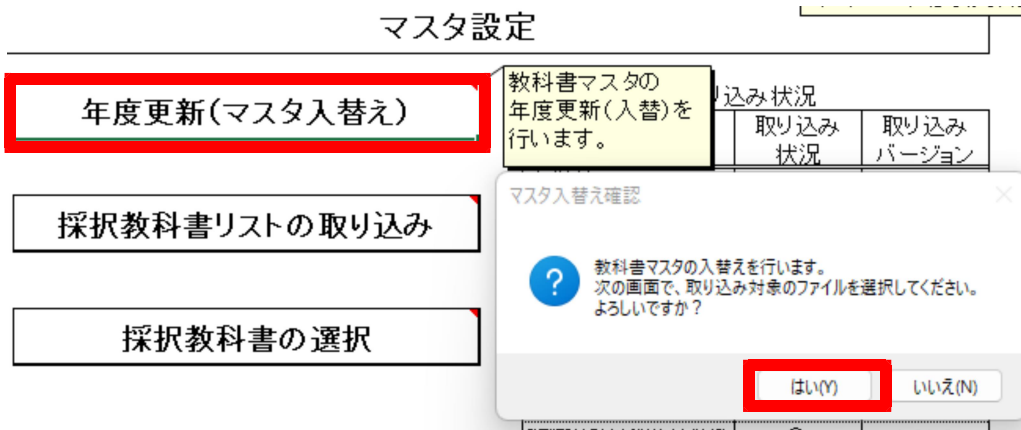 マスタ設定
年度更新(マスタ入替え)
教科書マスタの
年度更新(入替)を
行います。
込み状況
取り込み
状況
取り込み
バージョン
採択教科書リストの取り込み
採択教科書の選択
マスタ入替え確認
教科書マスタの入替えを行います。
次の画面で、取り込み対象のファイルを選択してください。
よろしいですか？
はい(Y)
いいえ(N)